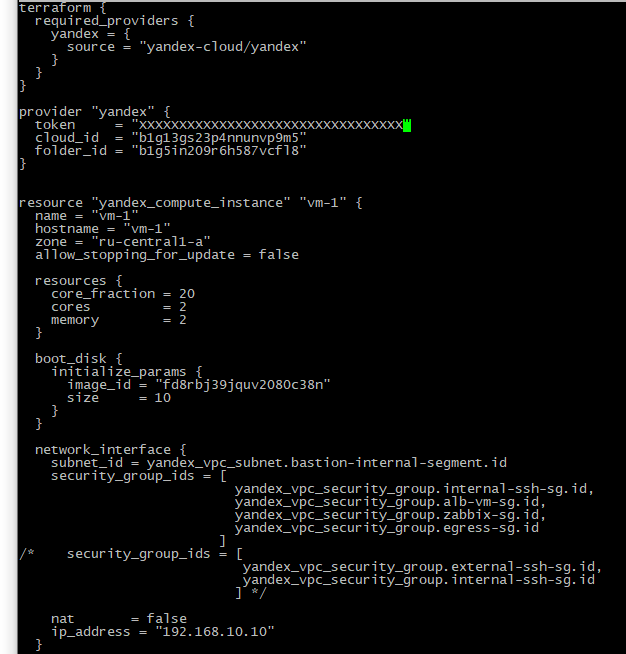 terraform {
  required_providers {
    yandex = {
      source = "yandex-cloud/yandex"
    }
  }
}
provider "yandex" {
  token     = "XXXXXXXXXXXXXXXXXXXXXXXXXXXXXXXXX"
  cloud_id  = "b1g13gs23p4nnunvp9m5"
  folder_id = "b1g5in209r6h587vcfl8"
}
resource "yandex_compute_instance" "vm-1" {
  name = "vm-1"
  hostname = "vm-1"
  zone = "ru-central1-a"
  allow_stopping_for_update = false
  resources {
    core_fraction = 20
    cores         = 2
    memory        = 2
  }
  boot_disk {
    initialize_params {
      image_id = "fd8rbj39jquv2080c38n"
      size     = 10
    }
  }
  network_interface {
    subnet_id = yandex_vpc_subnet.bastion-internal-segment.id
    security_group_ids = [
                           yandex_vpc_security_group.internal-ssh-sg.id,
                           yandex_vpc_security_group.alb-vm-sg.id,
                           yandex_vpc_security_group.zabbix-sg.id,
                           yandex_vpc_security_group.egress-sg.id
                         ]
/*    security_group_ids = [
                            yandex_vpc_security_group.external-ssh-sg.id,
                            yandex_vpc_security_group.internal-ssh-sg.id
                           ] */
    nat       = false
    ip_address = "192.168.10.10"
  }